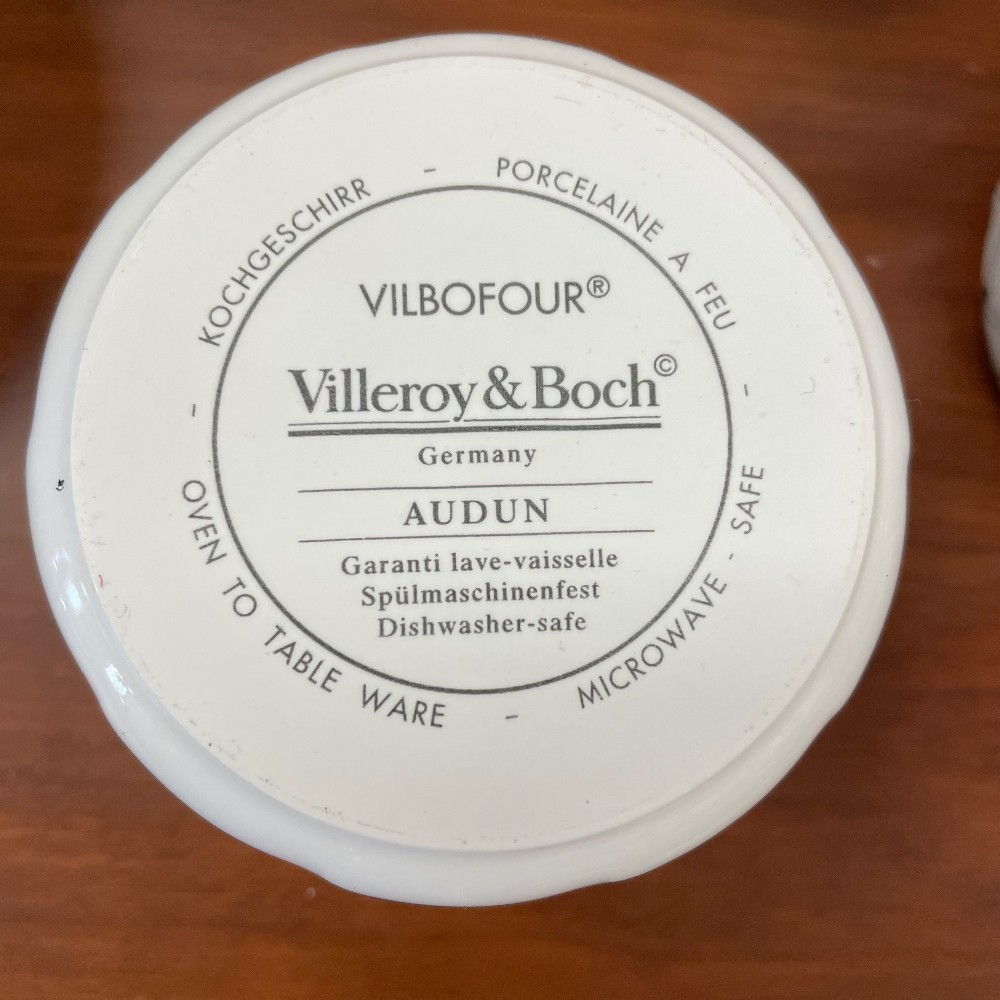 KOCHGESCHIRR - PORCELAINE A FEU - MICROWAVE - SAFE - OVEN TO TABLE WARE -
VILBOFOUR®
Villeroy & Boch©
Germany
AUDUN
Garanti lave-vaisselle
Spülmaschinenfest
Dishwasher-safe